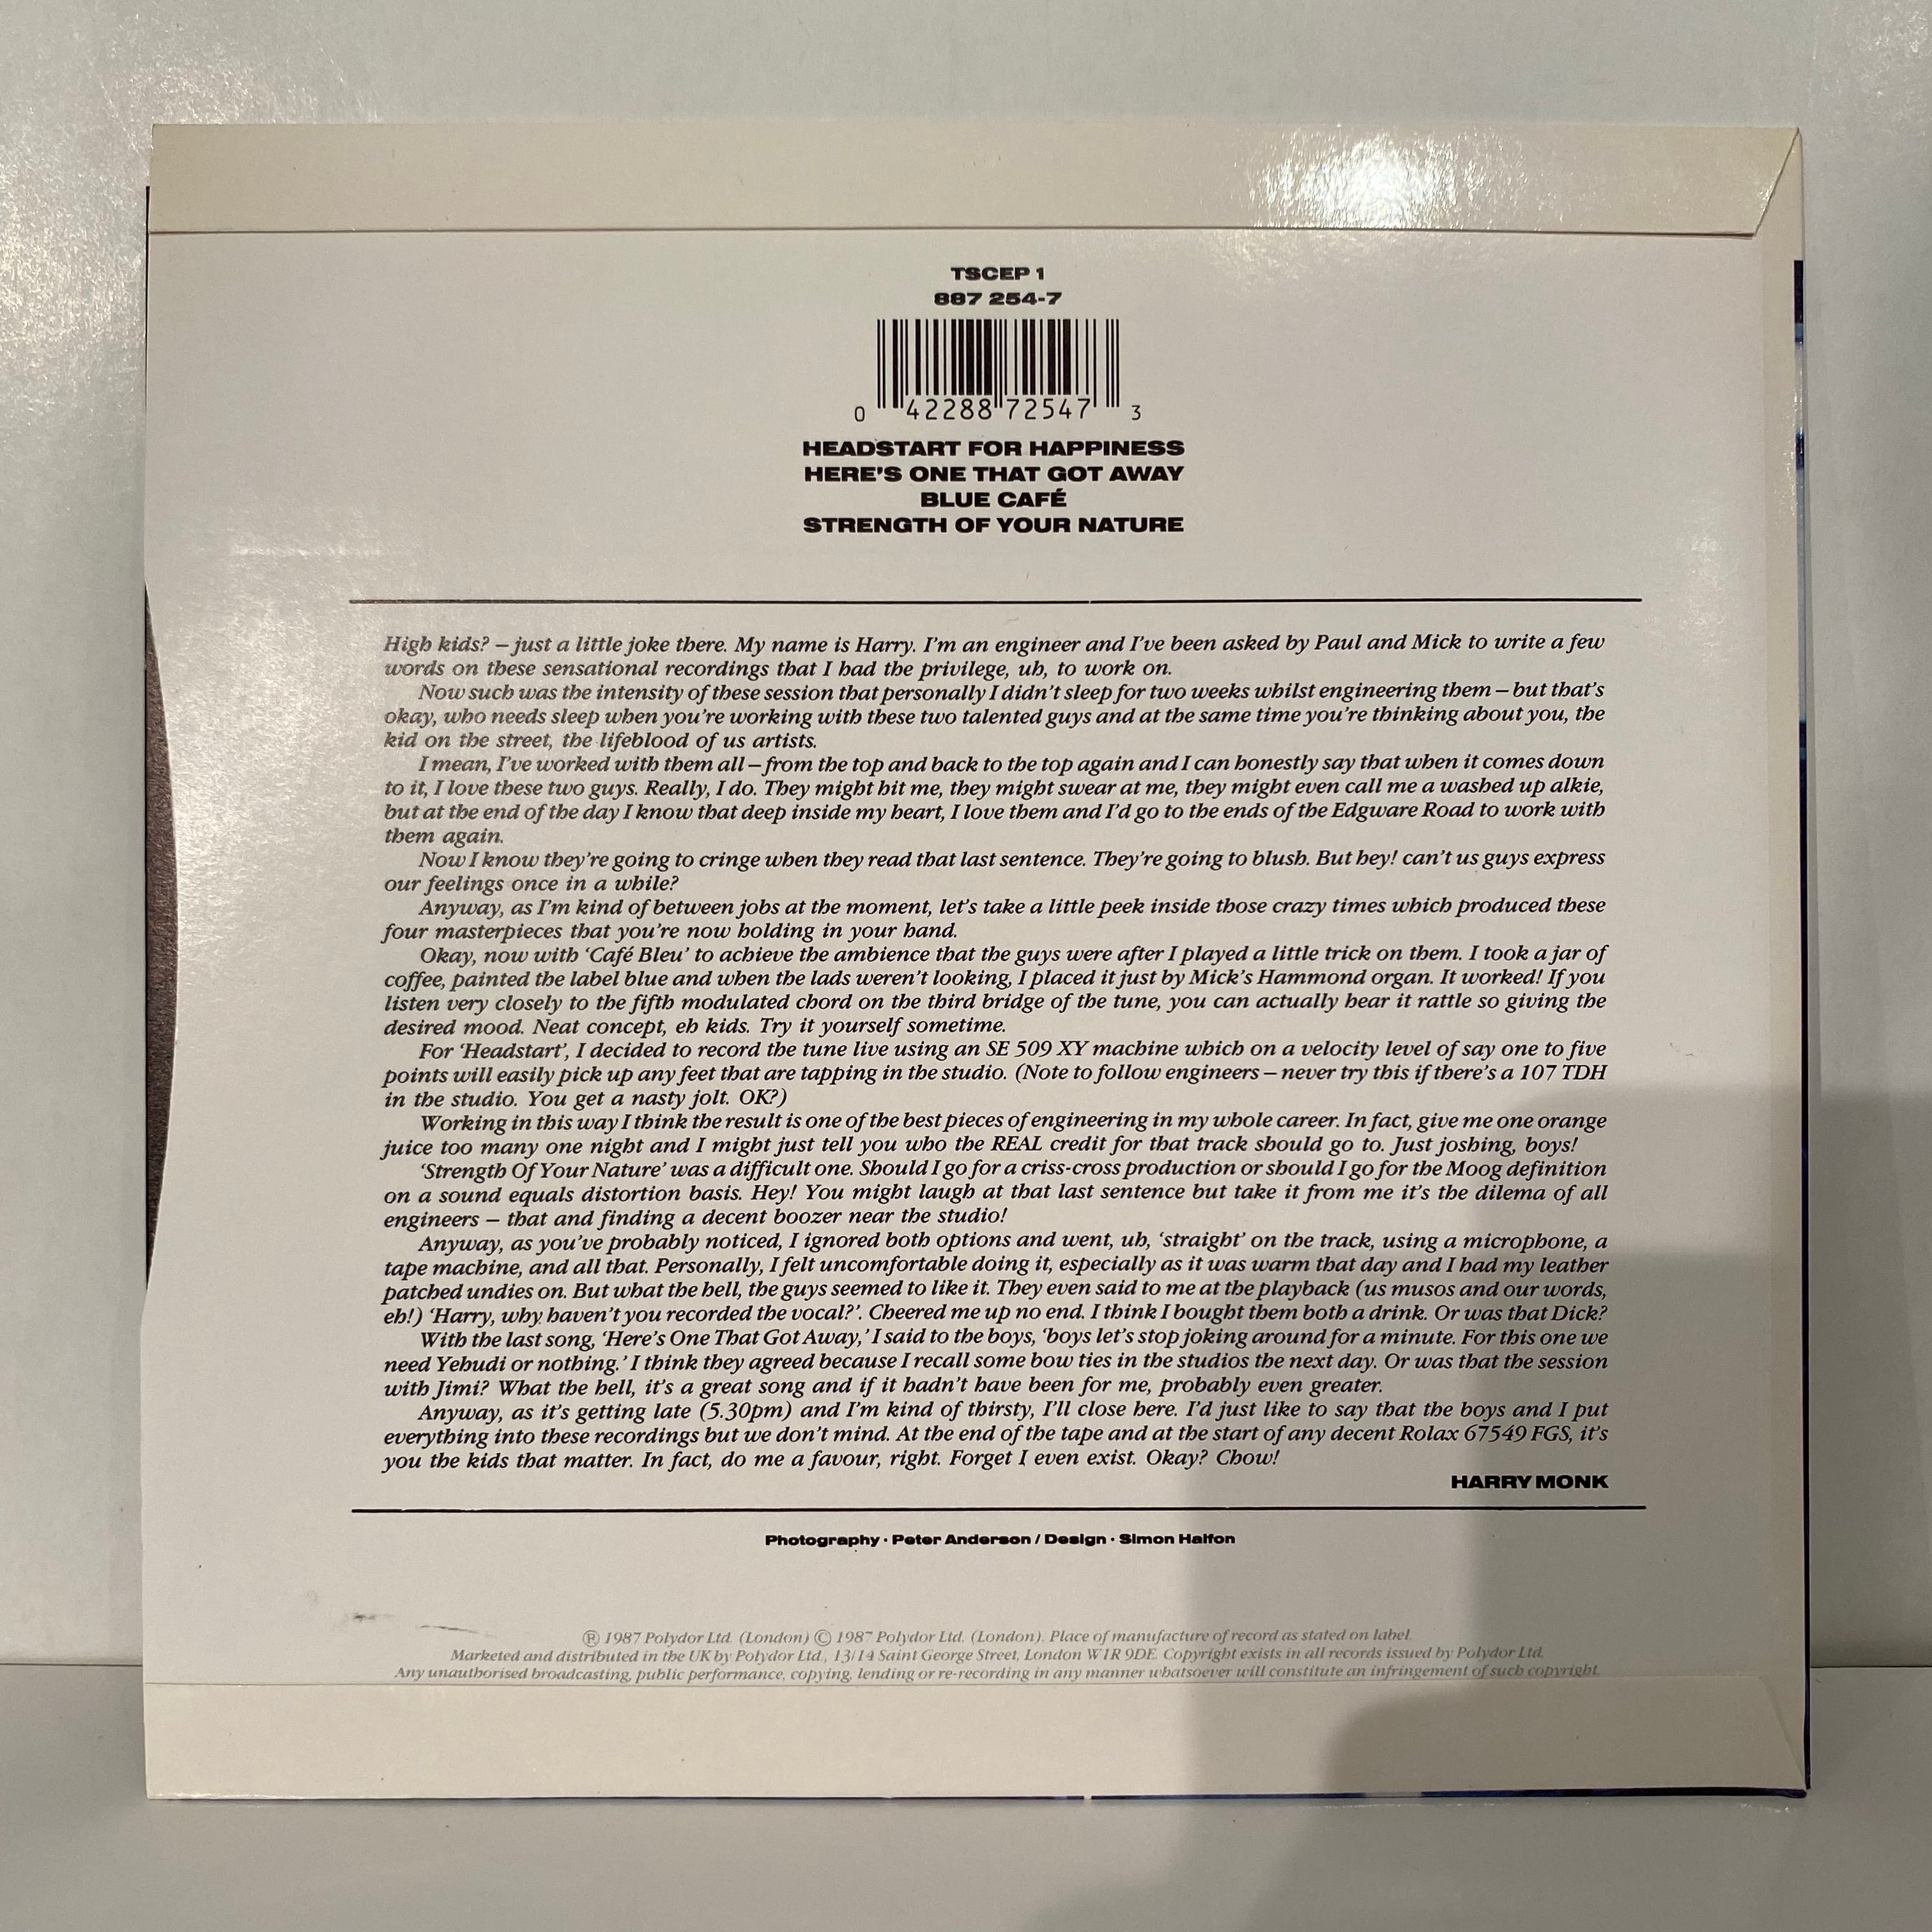 TSCEP 1
887 254-7
0 42288 72547 3
HEADSTART FOR HAPPINESS
HERE'S ONE THAT GOT AWAY
BLUE CAFÉ
STRENGTH OF YOUR NATURE
High kids? – just a little joke there. My name is Harry. I'm an engineer and I've been asked by Paul and Mick to write a few
words on these sensational recordings that I had the privilege, uh, to work on.
Now such was the intensity of these session that personally I didn't sleep for two weeks whilst engineering them – but that's
okay, who needs sleep when you're working with these two talented guys and at the same time you're thinking about you, the
kid on the street, the lifeblood of us artists.
I mean, I've worked with them all – from the top and back to the top again and I can honestly say that when it comes down
to it, I love these two guys. Really, I do. They might hit me, they might swear at me, they might even call me a washed up alkie,
but at the end of the day I know that deep inside my heart, I love them and I'd go to the ends of the Edgware Road to work with
them again.
Now I know they're going to cringe when they read that last sentence. They're going to blush. But hey! can't us guys express
our feelings once in a while?
Anyway, as I'm kind of between jobs at the moment, let's take a little peek inside those crazy times which produced these
four masterpieces that you're now holding in your hand.
Okay, now with 'Café Bleu' to achieve the ambience that the guys were after I played a little trick on them. I took a jar of
coffee, painted the label blue and when the lads weren't looking, I placed it just by Mick's Hammond organ. It worked! If you
listen very closely to the fifth modulated chord on the third bridge of the tune, you can actually hear it rattle so giving the
desired mood. Neat concept, eh kids. Try it yourself sometime.
For 'Headstart', I decided to record the tune live using an SE 509 XY machine which on a velocity level of say one to five
points will easily pick up any feet that are tapping in the studio. (Note to follow engineers – never try this if there's a 107 TDH
in the studio. You get a nasty jolt. OK?)
Working in this way I think the result is one of the best pieces of engineering in my whole career. In fact, give me one orange
juice too many one night and I might just tell you who the REAL credit for that track should go to. Just joshing, boys!
'Strength Of Your Nature' was a difficult one. Should I go for a criss-cross production or should I go for the Moog definition
on a sound equals distortion basis. Hey! You might laugh at that last sentence but take it from me it's the dilema of all
engineers – that and finding a decent boozer near the studio!
Anyway, as you've probably noticed, I ignored both options and went, uh, 'straight' on the track, using a microphone, a
tape machine, and all that. Personally, I felt uncomfortable doing it, especially as it was warm that day and I had my leather
patched undies on. But what the hell, the guys seemed to like it. They even said to me at the playback (us musos and our words,
eh!) 'Harry, why haven't you recorded the vocal?'. Cheered me up no end. I think I bought them both a drink. Or was that Dick?
With the last song, 'Here's One That Got Away,' I said to the boys, 'boys let's stop joking around for a minute. For this one we
need Yehudi or nothing.' I think they agreed because I recall some bow ties in the studios the next day. Or was that the session
with Jimi? What the hell, it's a great song and if it hadn't have been for me, probably even greater.
Anyway, as it's getting late (5.30pm) and I'm kind of thirsty, I'll close here. I'd just like to say that the boys and I put
everything into these recordings but we don't mind. At the end of the tape and at the start of any decent Rolax 67549 FGS, it's
you the kids that matter. In fact, do me a favour, right. Forget I even exist. Okay? Chow!
HARRY MONK
Photography · Peter Anderson / Design · Simon Halfon
Ⓟ 1987 Polydor Ltd. (London) © 1987 Polydor Ltd. (London). Place of manufacture of record as stated on label.
Marketed and distributed in the UK by Polydor Ltd., 13/14 Saint George Street, London W1R 9DE. Copyright exists in all records issued by Polydor Ltd.
Any unauthorised broadcasting, public performance, copying, lending or re-recording in any manner whatsoever will constitute an infringement of such copyright.